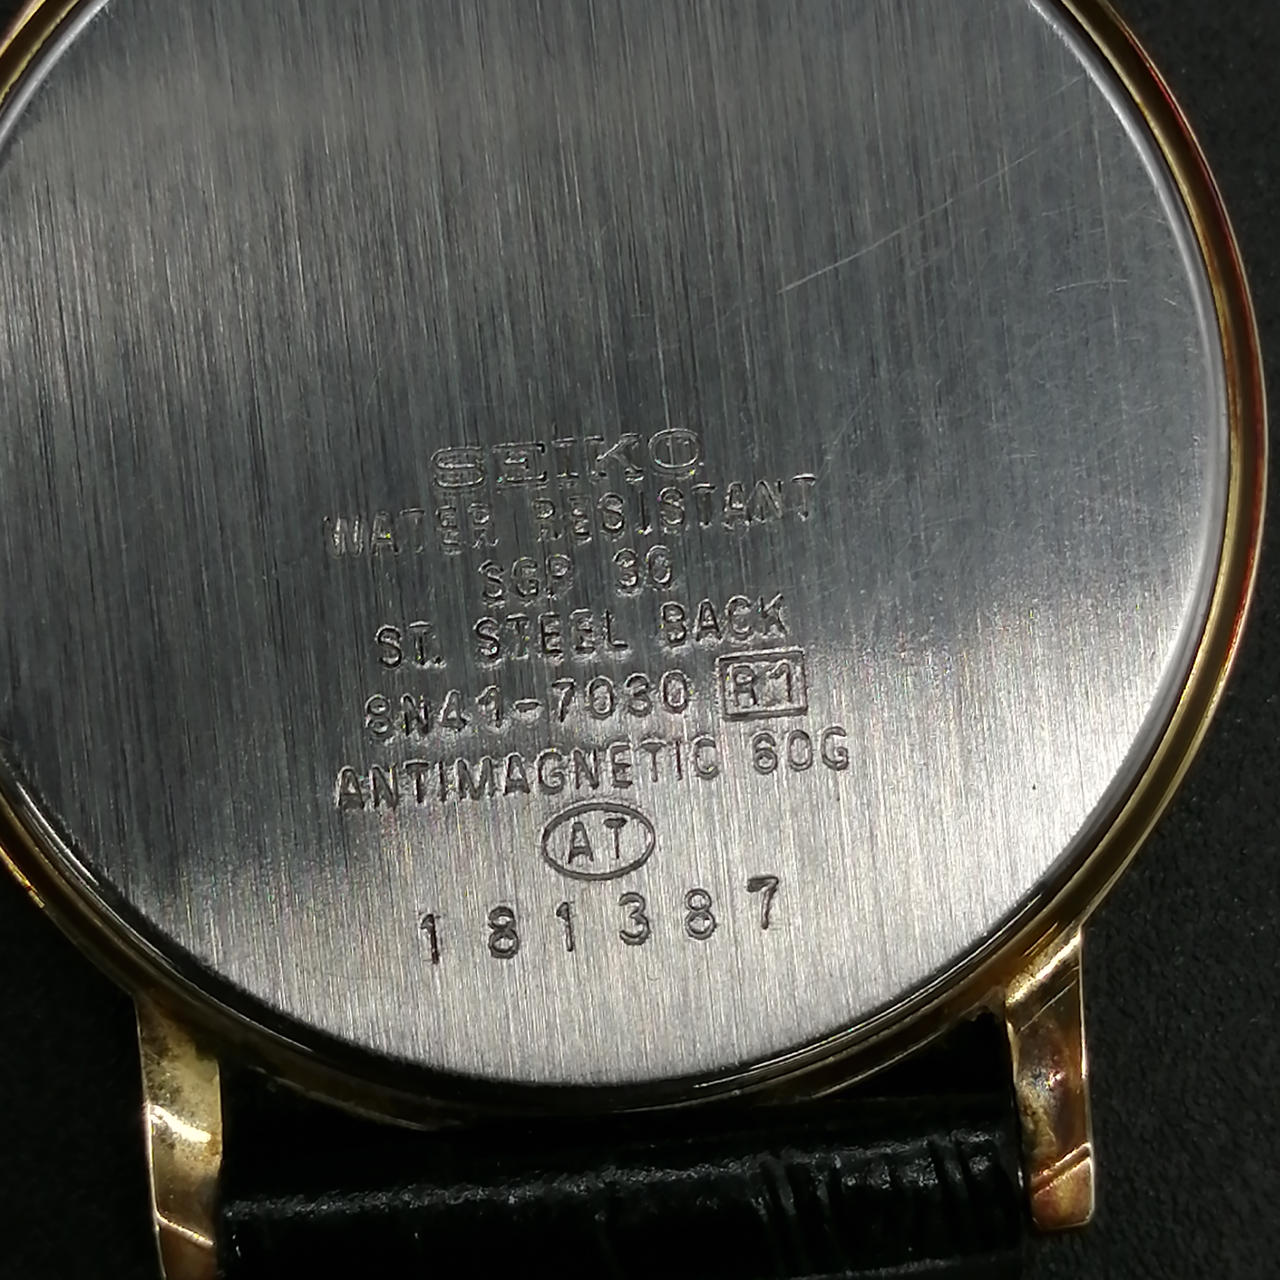 SEIKO
WATER RESISTANT
SGP 30
ST. STEEL BACK
8N41-7030 R1
ANTIMAGNETIC 60G
AT
181387